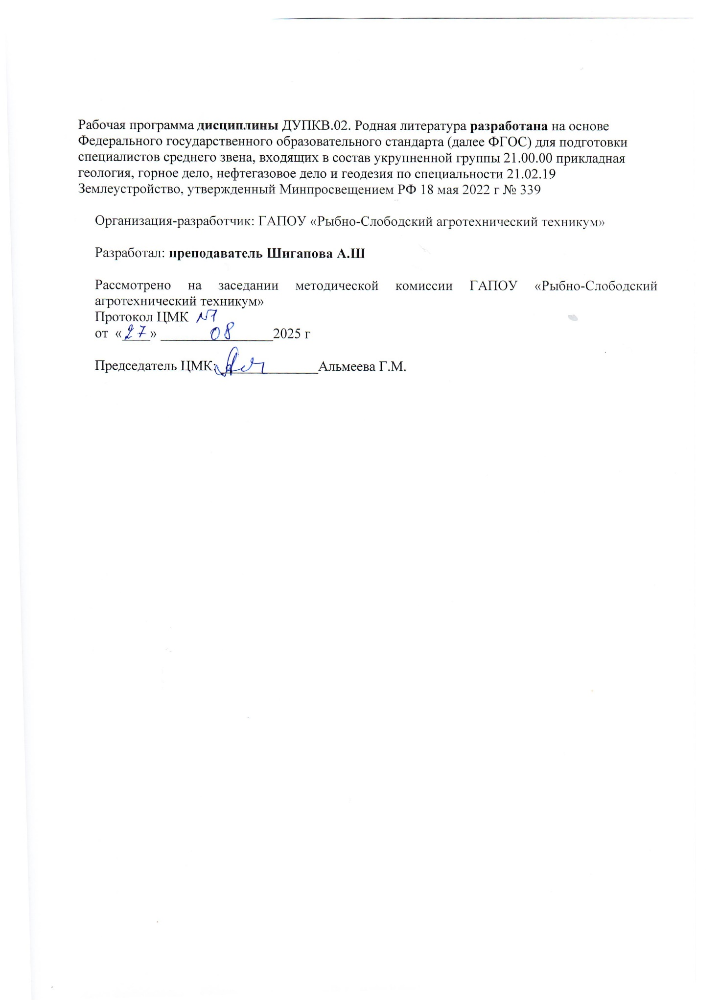 Рабочая программа дисциплины ДУПКВ.02. Родная литература разработана на основе
Федерального государственного образовательного стандарта (далее ФГОС) для подготовки
специалистов среднего звена, входящих в состав укрупненной группы 21.00.00 прикладная
геология, горное дело, нефтегазовое дело и геодезия по специальности 21.02.19
Землеустройство, утвержденный Минпросвещением РФ 18 мая 2022 г № 339
Организация-разработчик: ГАПОУ «Рыбно-Слободский агротехнический техникум»
Разработал: преподаватель Шигапова А.Ш
Рассмотрено на заседании методической комиссии ГАПОУ «Рыбно-Слободский
агротехнический техникум»
Протокол ЦМК №1
от «27» 08 2025 г
Председатель ЦМК: Альмеева Г.М.